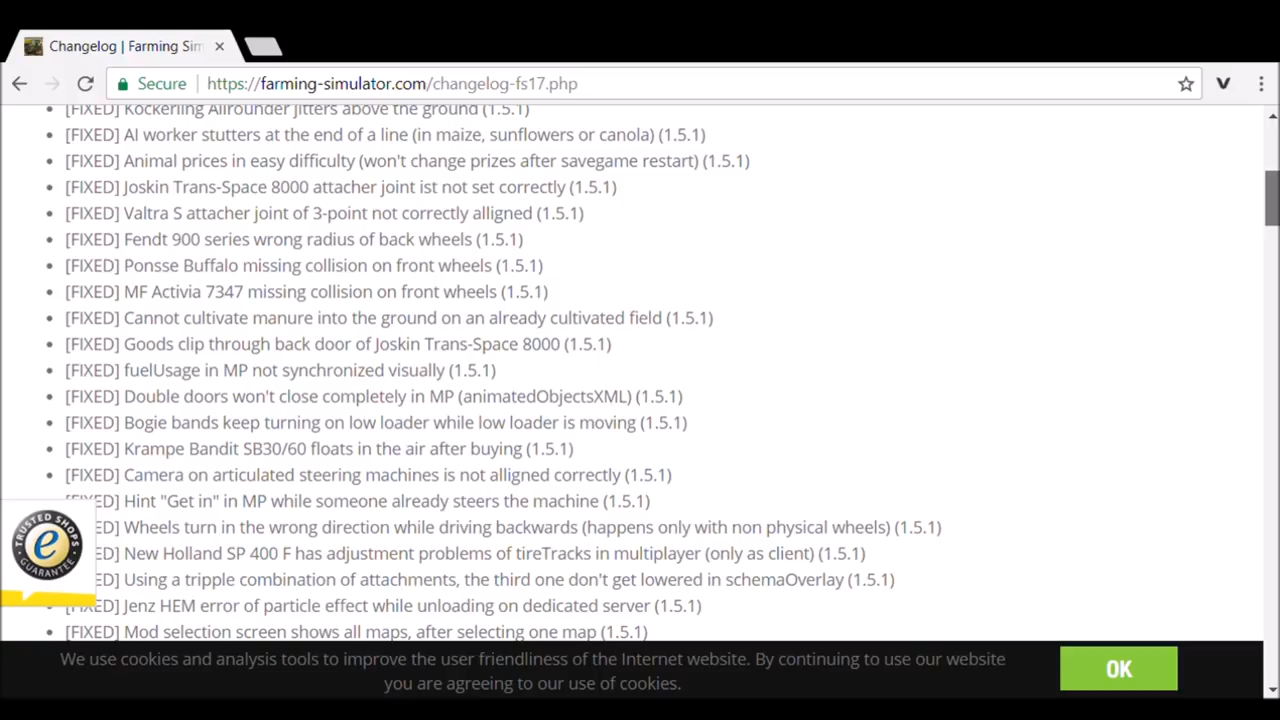 Changelog | Farming Sim
Secure
https://farming-simulator.com/changelog-fs17.php
[FIXED] Köckerling Allrounder jitters above the ground (1.5.1)
[FIXED] AI worker stutters at the end of a line (in maize, sunflowers or canola) (1.5.1)
[FIXED] Animal prices in easy difficulty (won't change prizes after savegame restart) (1.5.1)
[FIXED] Joskin Trans-Space 8000 attacher joint ist not set correctly (1.5.1)
[FIXED] Valtra S attacher joint of 3-point not correctly alligned (1.5.1)
[FIXED] Fendt 900 series wrong radius of back wheels (1.5.1)
[FIXED] Ponsse Buffalo missing collision on front wheels (1.5.1)
[FIXED] MF Activia 7347 missing collision on front wheels (1.5.1)
[FIXED] Cannot cultivate manure into the ground on an already cultivated field (1.5.1)
[FIXED] Goods clip through back door of Joskin Trans-Space 8000 (1.5.1)
[FIXED] fuelUsage in MP not synchronized visually (1.5.1)
[FIXED] Double doors won't close completely in MP (animatedObjectsXML) (1.5.1)
[FIXED] Bogie bands keep turning on low loader while low loader is moving (1.5.1)
[FIXED] Krampe Bandit SB30/60 floats in the air after buying (1.5.1)
[FIXED] Camera on articulated steering machines is not alligned correctly (1.5.1)
[FIXED] Hint "Get in" in MP while someone already steers the machine (1.5.1)
ED] Wheels turn in the wrong direction while driving backwards (happens only with non physical wheels) (1.5.1)
ED] New Holland SP 400 F has adjustment problems of tireTracks in multiplayer (only as client) (1.5.1)
ED] Using a tripple combination of attachments, the third one don't get lowered in schemaOverlay (1.5.1)
ED] Jenz HEM error of particle effect while unloading on dedicated server (1.5.1)
[FIXED] Mod selection screen shows all maps, after selecting one map (1.5.1)
TRUSTED SHOPS
e
GUARANTEE
We use cookies and analysis tools to improve the user friendliness of the Internet website. By continuing to use our website
you are agreeing to our use of cookies.
OK